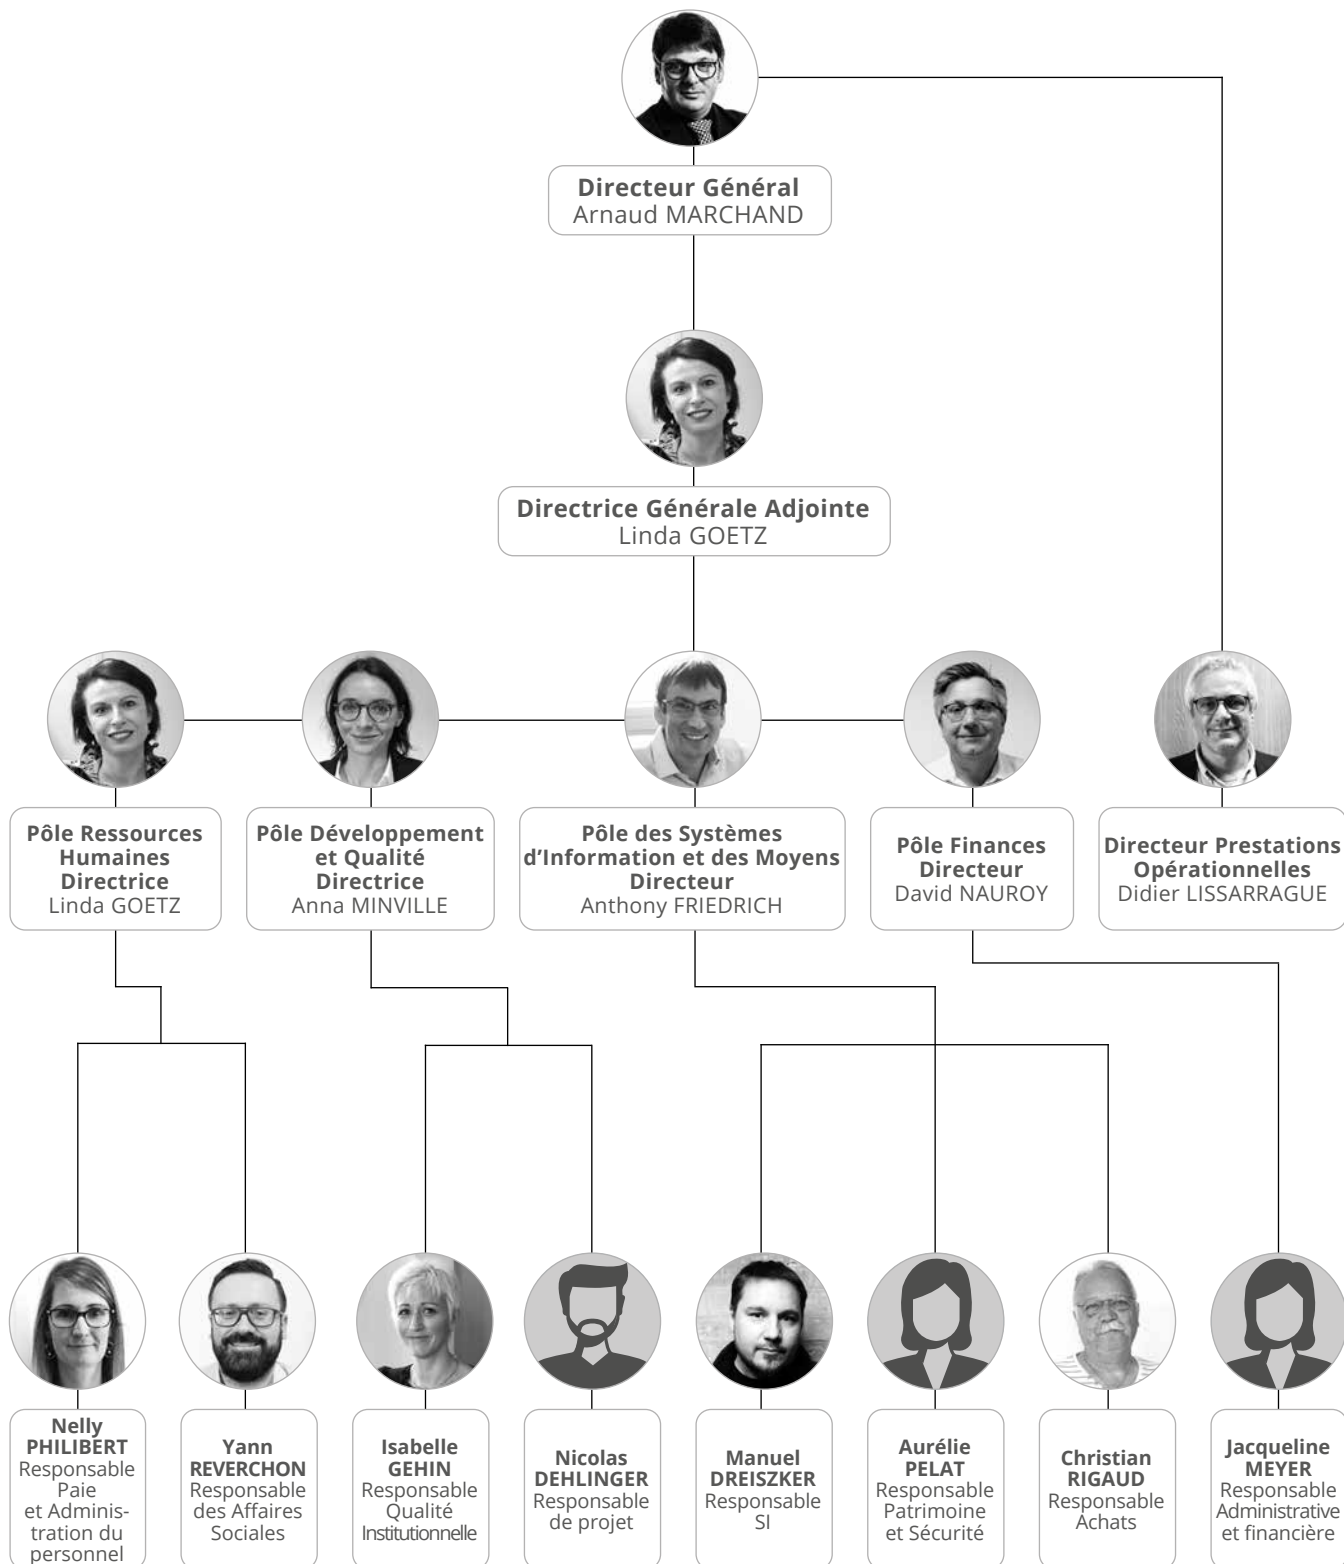 Directeur Général
Arnaud MARCHAND
Directrice Générale Adjointe
Linda GOETZ
Pôle Ressources
Humaines
Directrice
Linda GOETZ
Pôle Développement
et Qualité
Directrice
Anna MINVILLE
Pôle des Systèmes
d’Information et des Moyens
Directeur
Anthony FRIEDRICH
Pôle Finances
Directeur
David NAUROY
Directeur Prestations
Opérationnelles
Didier LISSARRAGUE
Nelly
PHILIBERT
Responsable
Paie
et Adminis-
tration du
personnel
Yann
REVERCHON
Responsable
des Affaires
Sociales
Isabelle
GEHIN
Responsable
Qualité
Institutionnelle
Nicolas
DEHLINGER
Responsable
de projet
Manuel
DREISZKER
Responsable
SI
Aurélie
PELAT
Responsable
Patrimoine
et Sécurité
Christian
RIGAUD
Responsable
Achats
Jacqueline
MEYER
Responsable
Administrative
et financière